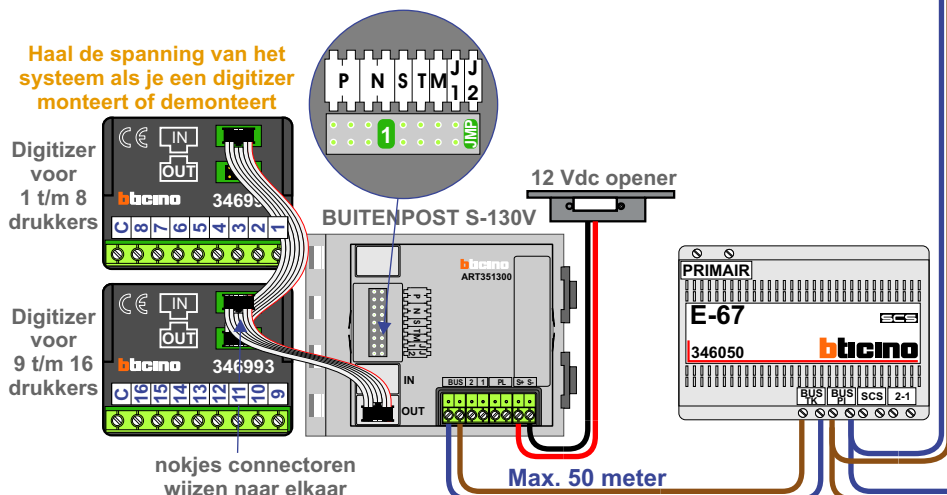 Haal de spanning van het
systeem als je een digitizer
monteert of demonteert
P N S T M J1 J2
1
JMP
Digitizer
voor
1 t/m 8
drukkers
CE IN
OUT
bticino
C 8 7 6 5 4 3 2 1
12 Vdc opener
BUITENPOST S-130V
bticino
ART351300
P N S T M J1 J2
IN
OUT
BUS 2 1 PL S+ S-
Digitizer
voor
9 t/m 16
drukkers
CE IN
OUT
bticino 346993
C 16 15 14 13 12 11 10 9
nokjes connectoren
wijzen naar elkaar
Max. 50 meter
PRIMAIR
E-67
SCS
346050
bticino
BUS TK BUS PI SCS 2-1